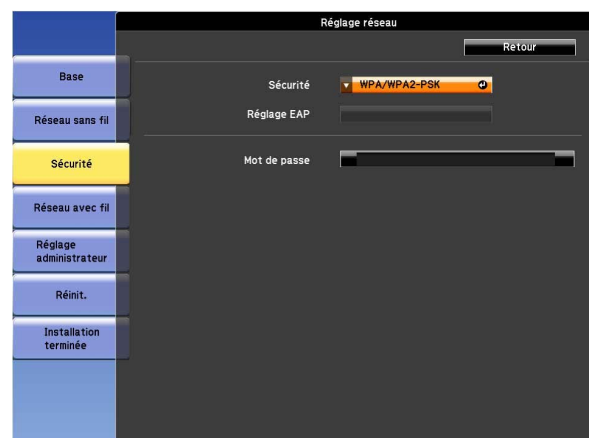 Réglage réseau
Retour
Base
Réseau sans fil
Sécurité
Réseau avec fil
Réglage
administrateur
Réinit.
Installation
terminée
Sécurité
WPA/WPA2-PSK
Réglage EAP
Mot de passe